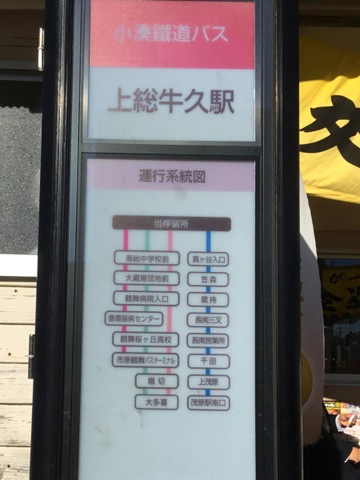 小湊鐵道バス
上総牛久駅
運行系統図
当停留所
南総中学校前
大蔵葉団地前
鶴舞病院入口
循環器病センター
鶴舞桜ヶ丘高校
市原鶴舞バスターミナル
堀切
大多喜
真ヶ谷入口
笠森
蔵持
長南三叉
長南営業所
千田
上茂原
茂原駅南口